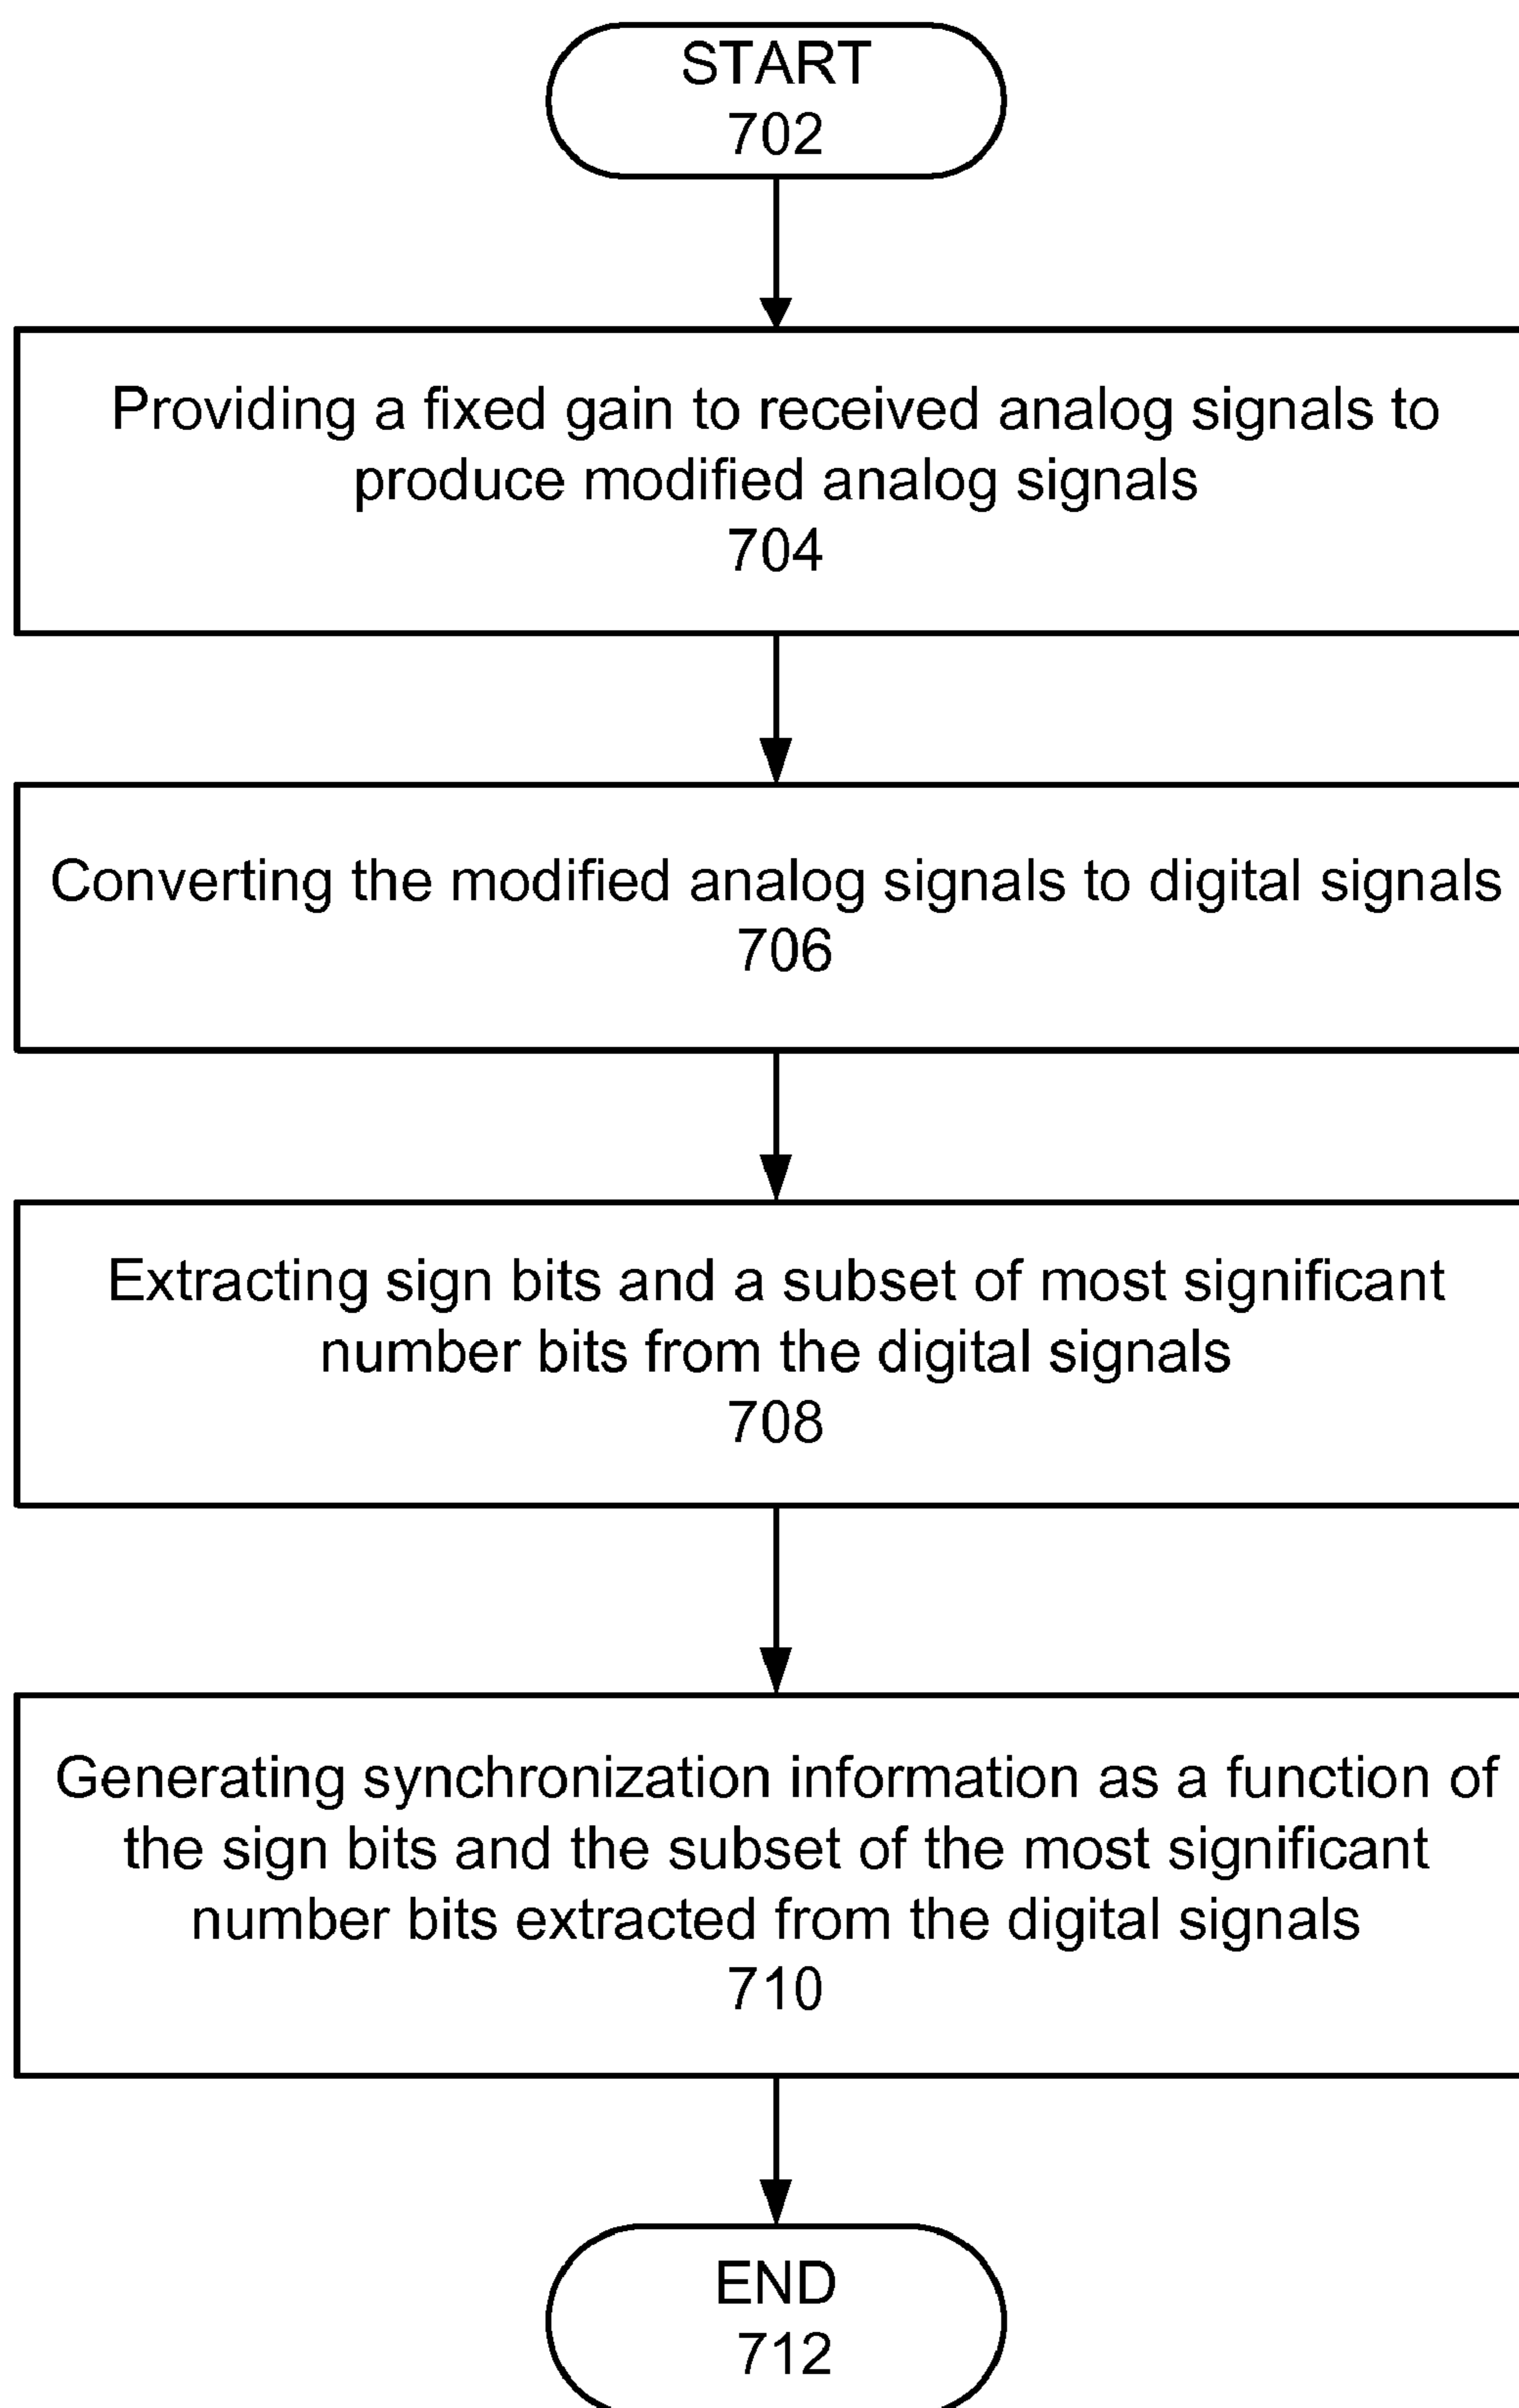 START
702
Providing a fixed gain to received analog signals to
produce modified analog signals
704
Converting the modified analog signals to digital signals
706
Extracting sign bits and a subset of most significant
number bits from the digital signals
708
Generating synchronization information as a function of
the sign bits and the subset of the most significant
number bits extracted from the digital signals
710
END
712